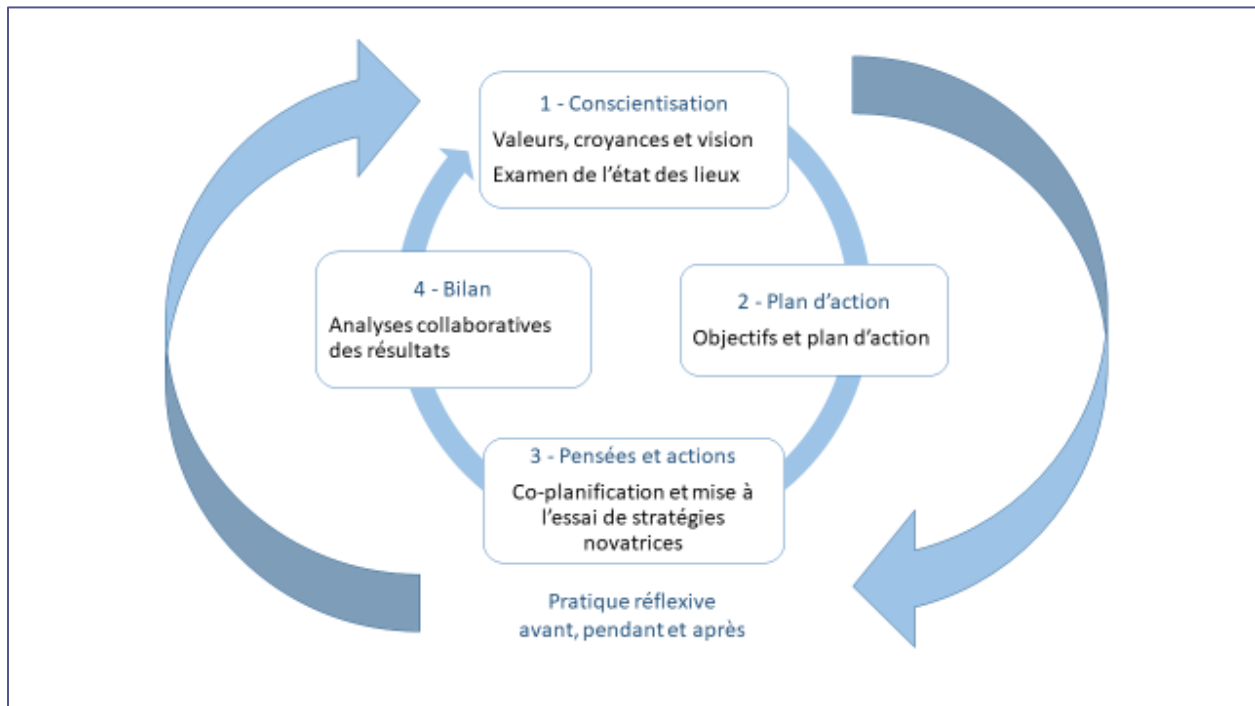 1 - Conscientisation
Valeurs, croyances et vision
Examen de l'état des lieux
2 - Plan d'action
Objectifs et plan d'action
3 - Pensées et actions
Co-planification et mise à
l'essai de stratégies
novatrices
4 - Bilan
Analyses collaboratives
des résultats
Pratique réflexive
avant, pendant et après